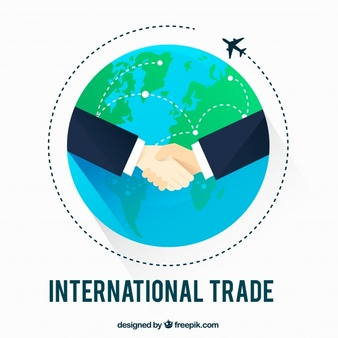 INTERNATIONAL TRADE
designed by freepik.com